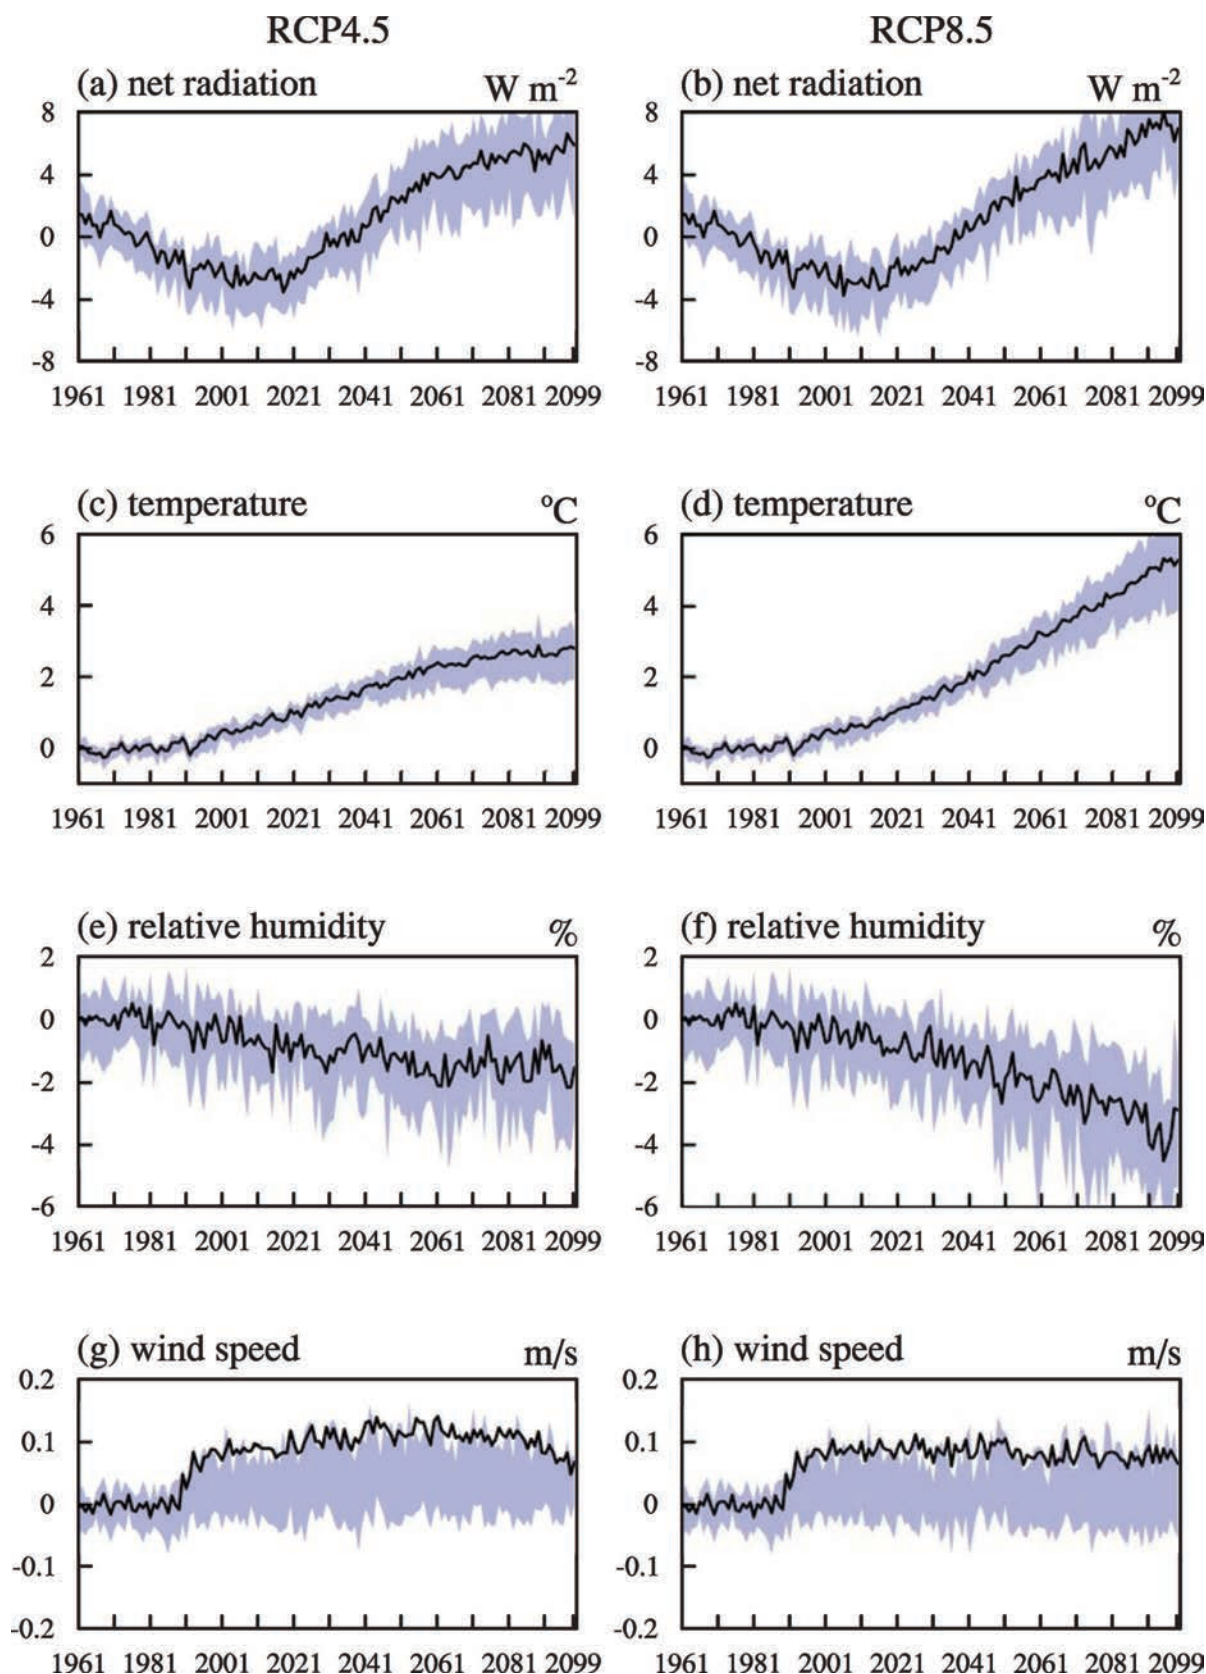 RCP4.5 RCP8.5
(a) net radiation W m-2 (b) net radiation W m-2
8 8
4 4
0 0
-4 -4
-8 -8
1961 1981 2001 2021 2041 2061 2081 2099 1961 1981 2001 2021 2041 2061 2081 2099
(c) temperature ºC (d) temperature ºC
6 6
4 4
2 2
0 0
1961 1981 2001 2021 2041 2061 2081 2099 1961 1981 2001 2021 2041 2061 2081 2099
(e) relative humidity % (f) relative humidity %
2 2
0 0
-2 -2
-4 -4
-6 -6
1961 1981 2001 2021 2041 2061 2081 2099 1961 1981 2001 2021 2041 2061 2081 2099
(g) wind speed m/s (h) wind speed m/s
0.2 0.2
0.1 0.1
0 0
-0.1 -0.1
-0.2 -0.2
1961 1981 2001 2021 2041 2061 2081 2099 1961 1981 2001 2021 2041 2061 2081 2099